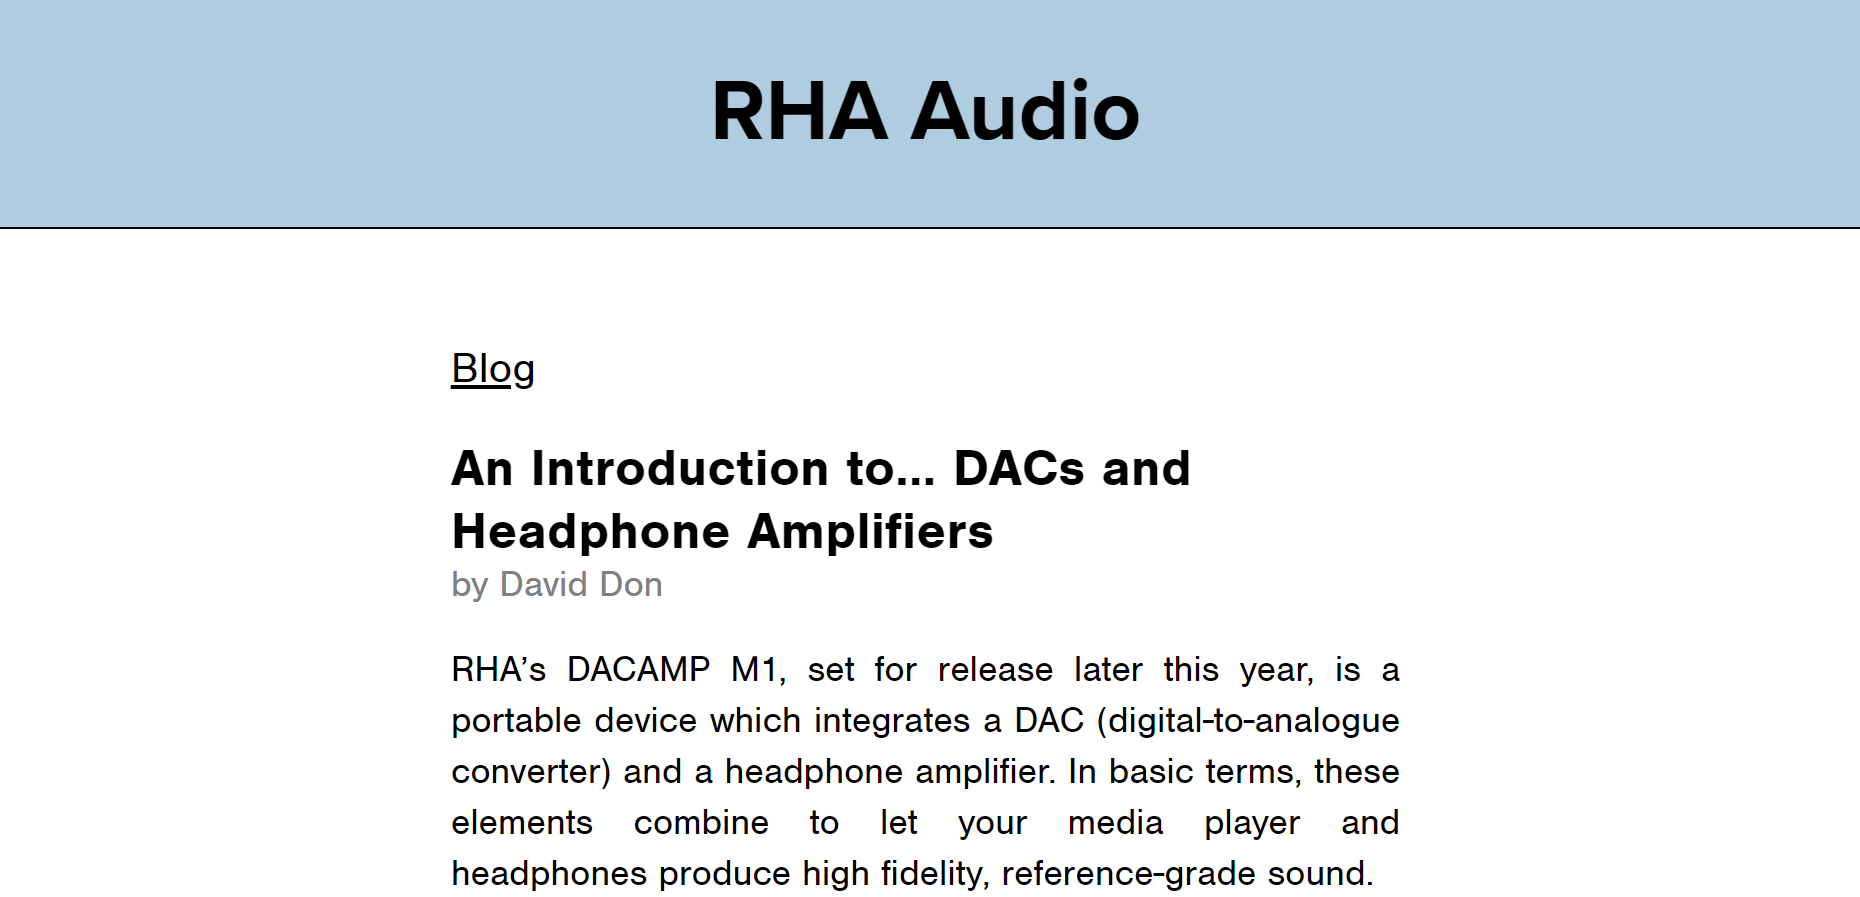 RHA Audio
Blog
An Introduction to... DACs and
Headphone Amplifiers
by David Don
RHA’s DACAMP M1, set for release later this year, is a
portable device which integrates a DAC (digital-to-analogue
converter) and a headphone amplifier. In basic terms, these
elements combine to let your media player and
headphones produce high fidelity, reference-grade sound.